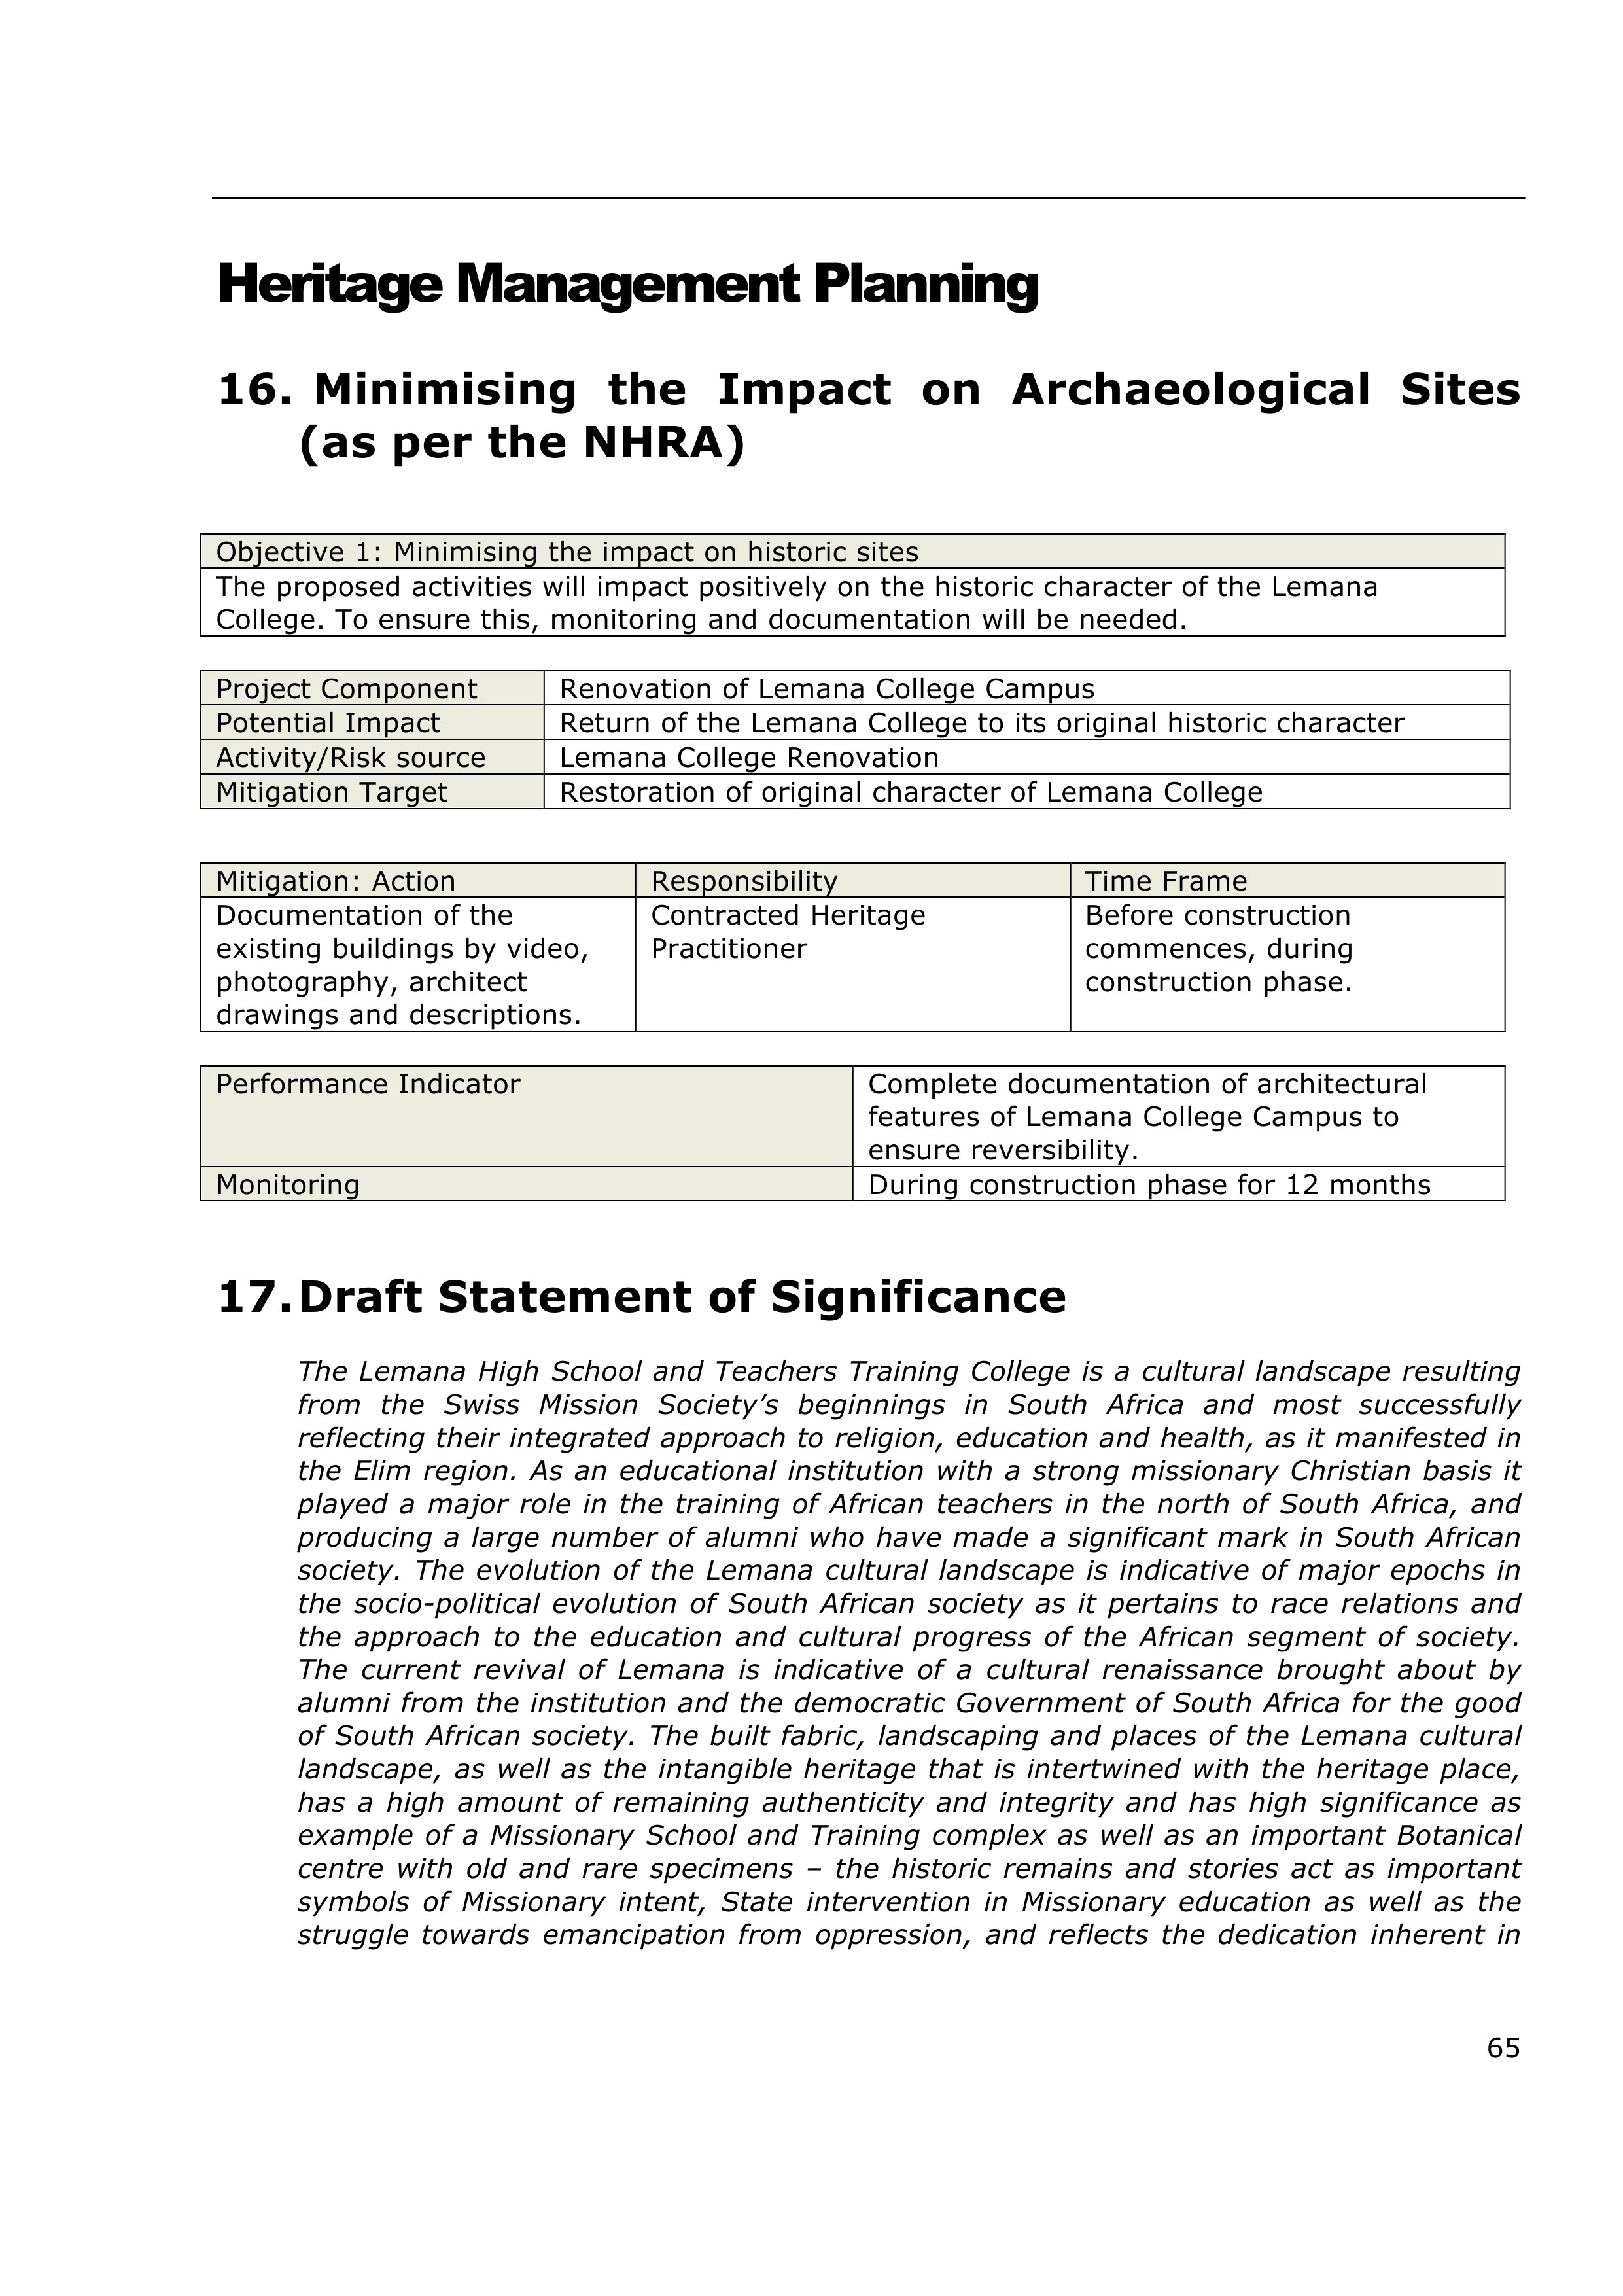 Heritage Management Planning
16. Minimising the Impact on Archaeological Sites
(as per the NHRA)
Objective 1: Minimising the impact on historic sites
The proposed activities will impact positively on the historic character of the Lemana
College. To ensure this, monitoring and documentation will be needed.
Project Component Renovation of Lemana College Campus
Potential Impact Return of the Lemana College to its original historic character
Activity/Risk source Lemana College Renovation
Mitigation Target Restoration of original character of Lemana College
Mitigation: Action Responsibility Time Frame
Documentation of the
existing buildings by video,
photography, architect
drawings and descriptions.
Contracted Heritage
Practitioner
Before construction
commences, during
construction phase.
Performance Indicator
Complete documentation of architectural
features of Lemana College Campus to
ensure reversibility.
Monitoring During construction phase for 12 months
17. Draft Statement of Significance
The Lemana High School and Teachers Training College is a cultural landscape resulting
from the Swiss Mission Society’s beginnings in South Africa and most successfully
reflecting their integrated approach to religion, education and health, as it manifested in
the Elim region. As an educational institution with a strong missionary Christian basis it
played a major role in the training of African teachers in the north of South Africa, and
producing a large number of alumni who have made a significant mark in South African
society. The evolution of the Lemana cultural landscape is indicative of major epochs in
the socio-political evolution of South African society as it pertains to race relations and
the approach to the education and cultural progress of the African segment of society.
The current revival of Lemana is indicative of a cultural renaissance brought about by
alumni from the institution and the democratic Government of South Africa for the good
of South African society. The built fabric, landscaping and places of the Lemana cultural
landscape, as well as the intangible heritage that is intertwined with the heritage place,
has a high amount of remaining authenticity and integrity and has high significance as
example of a Missionary School and Training complex as well as an important Botanical
centre with old and rare specimens – the historic remains and stories act as important
symbols of Missionary intent, State intervention in Missionary education as well as the
struggle towards emancipation from oppression, and reflects the dedication inherent in
65